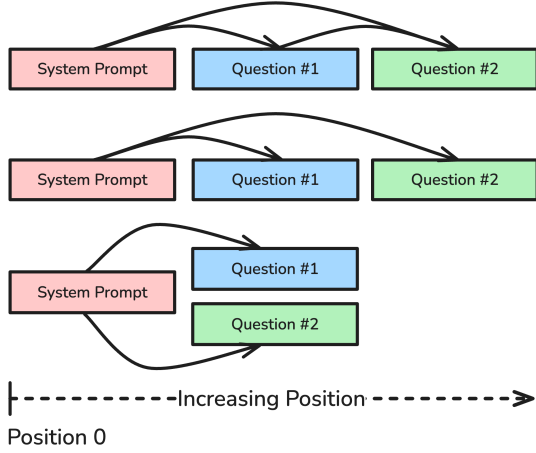 System Prompt Question #1 Question #2
System Prompt Question #1 Question #2
Question #1
System Prompt
Question #2
Increasing Position
Position 0